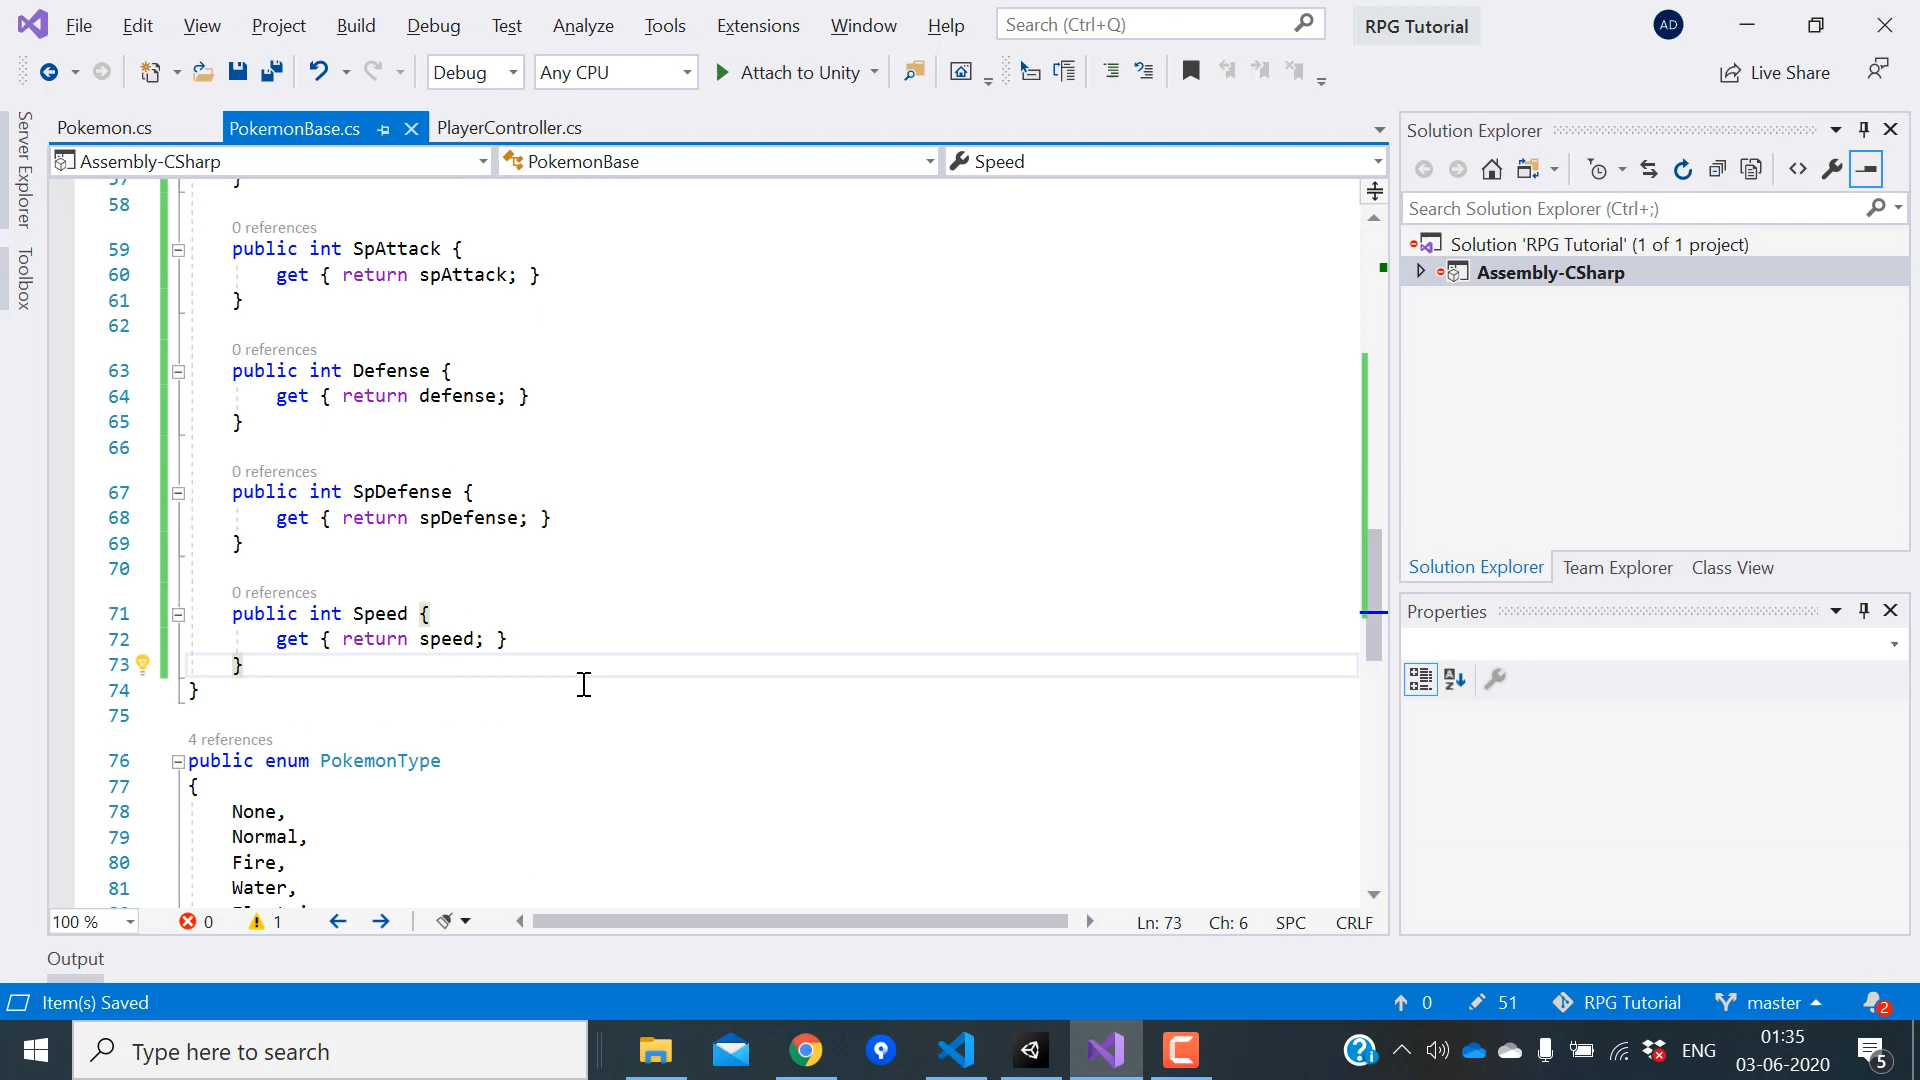 File Edit View Project Build Debug Test Analyze Tools Extensions Window Help Search (Ctrl+Q) RPG Tutorial AD
Debug Any CPU Attach to Unity Live Share
Server Explorer
Toolbox
Pokemon.cs PokemonBase.cs PlayerController.cs
Assembly-CSharp PokemonBase Speed
57 }
58
0 references
59 public int SpAttack {
60 get { return spAttack; }
61 }
62
0 references
63 public int Defense {
64 get { return defense; }
65 }
66
0 references
67 public int SpDefense {
68 get { return spDefense; }
69 }
70
0 references
71 public int Speed {
72 get { return speed; }
73 }
74 }
75
4 references
76 public enum PokemonType
77 {
78 None,
79 Normal,
80 Fire,
81 Water,
100 % 0 1 Ln: 73 Ch: 6 SPC CRLF
Output
Solution Explorer
Search Solution Explorer (Ctrl+;)
Solution 'RPG Tutorial' (1 of 1 project)
Assembly-CSharp
Solution Explorer Team Explorer Class View
Properties
Item(s) Saved 0 51 RPG Tutorial master 2
Type here to search ENG 01:35
03-06-2020
5